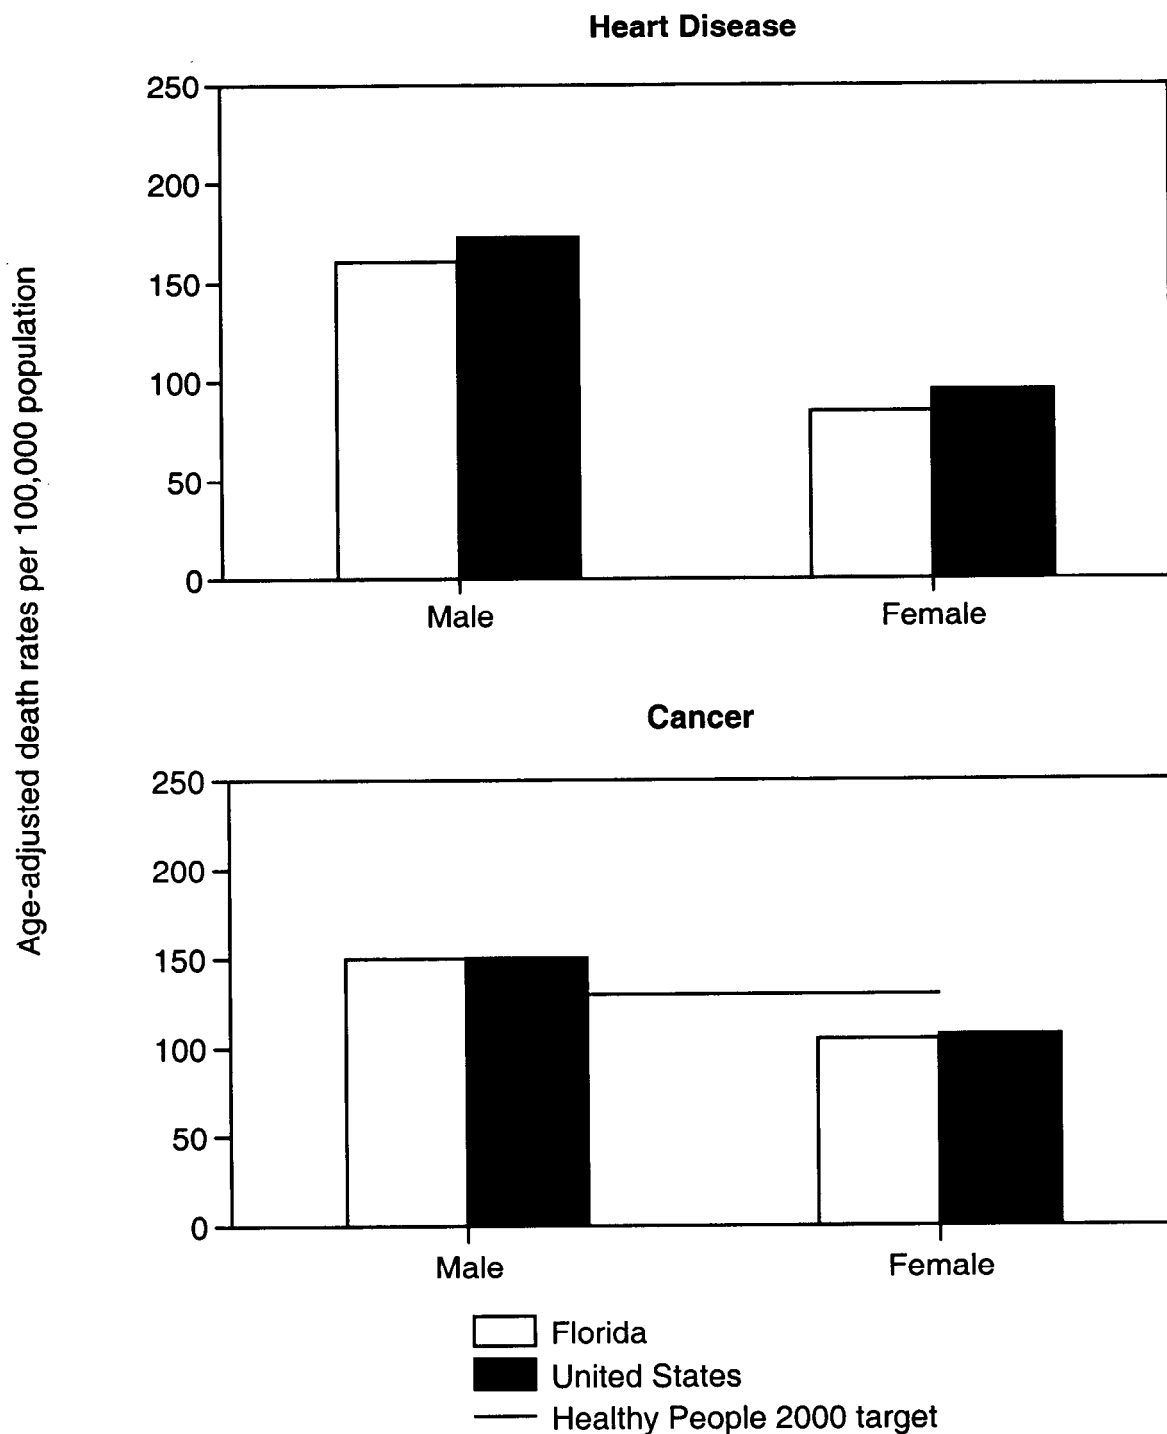 Heart Disease
Age-adjusted death rates per 100,000 population
250
200
150
100
50
0
Male Female
Cancer
250
200
150
100
50
0
Male Female
Florida
United States
Healthy People 2000 target